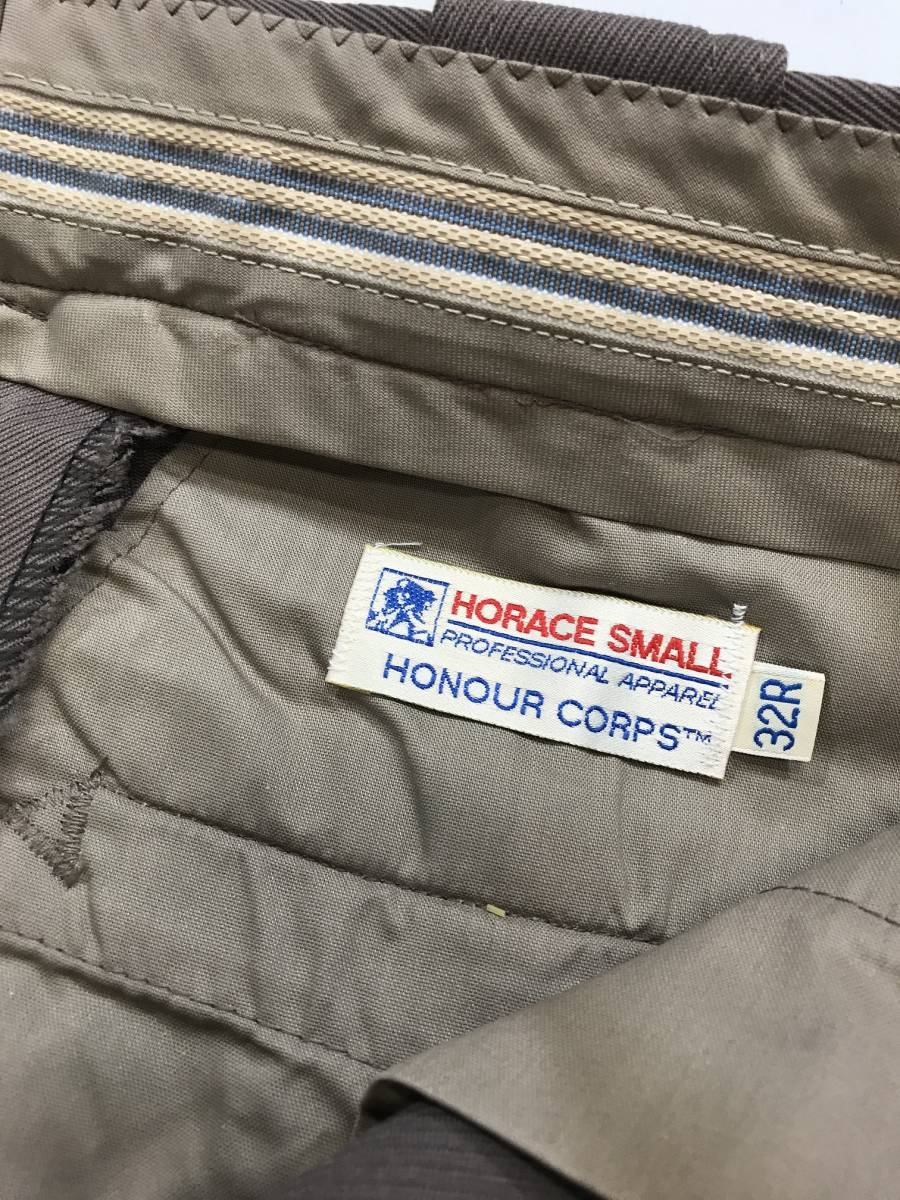 HORACE SMALL
PROFESSIONAL APPAREL
HONOUR CORPS™
32R